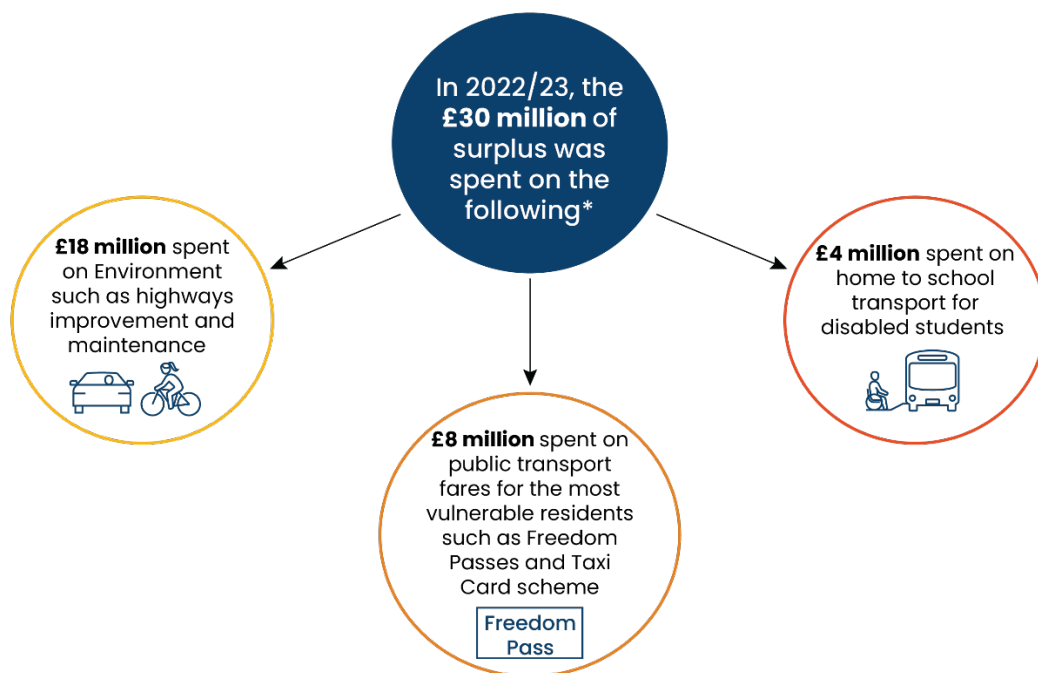 In 2022/23, the
£30 million of
surplus was
spent on the
following*
£18 million spent
on Environment
such as highways
improvement and
maintenance
£8 million spent on
public transport
fares for the most
vulnerable residents
such as Freedom
Passes and Taxi
Card scheme
Freedom
Pass
£4 million spent on
home to school
transport for
disabled students